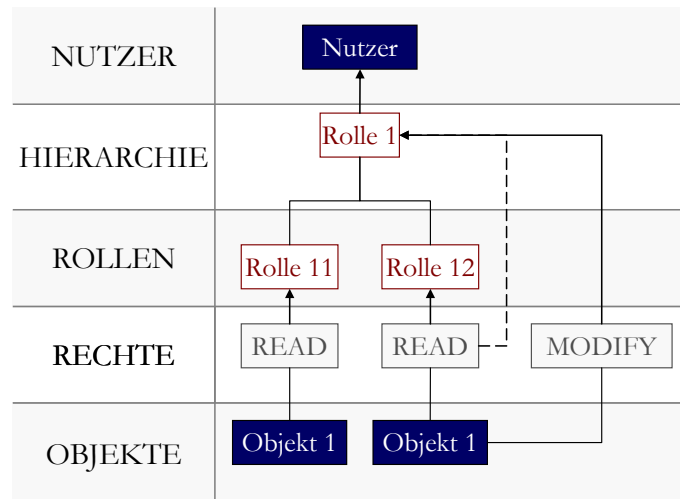 NUTZER
Nutzer
HIERARCHIE
Rolle 1
ROLLEN
Rolle 11
Rolle 12
RECHTE
READ
READ
MODIFY
OBJEKTE
Objekt 1
Objekt 1